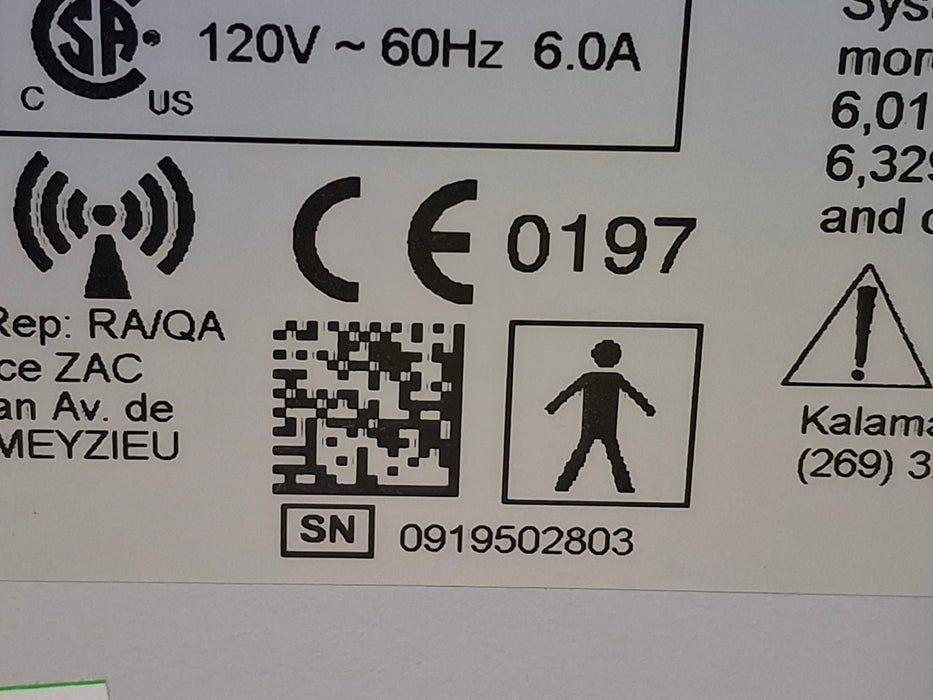 SA
C US
120V ~ 60Hz 6.0A
CE 0197
Rep: RA/QA
ce ZAC
an Av. de
MEYZIEU
SN 0919502803
Sys
mor
6,01
6,329
and
Kalama
(269) 3